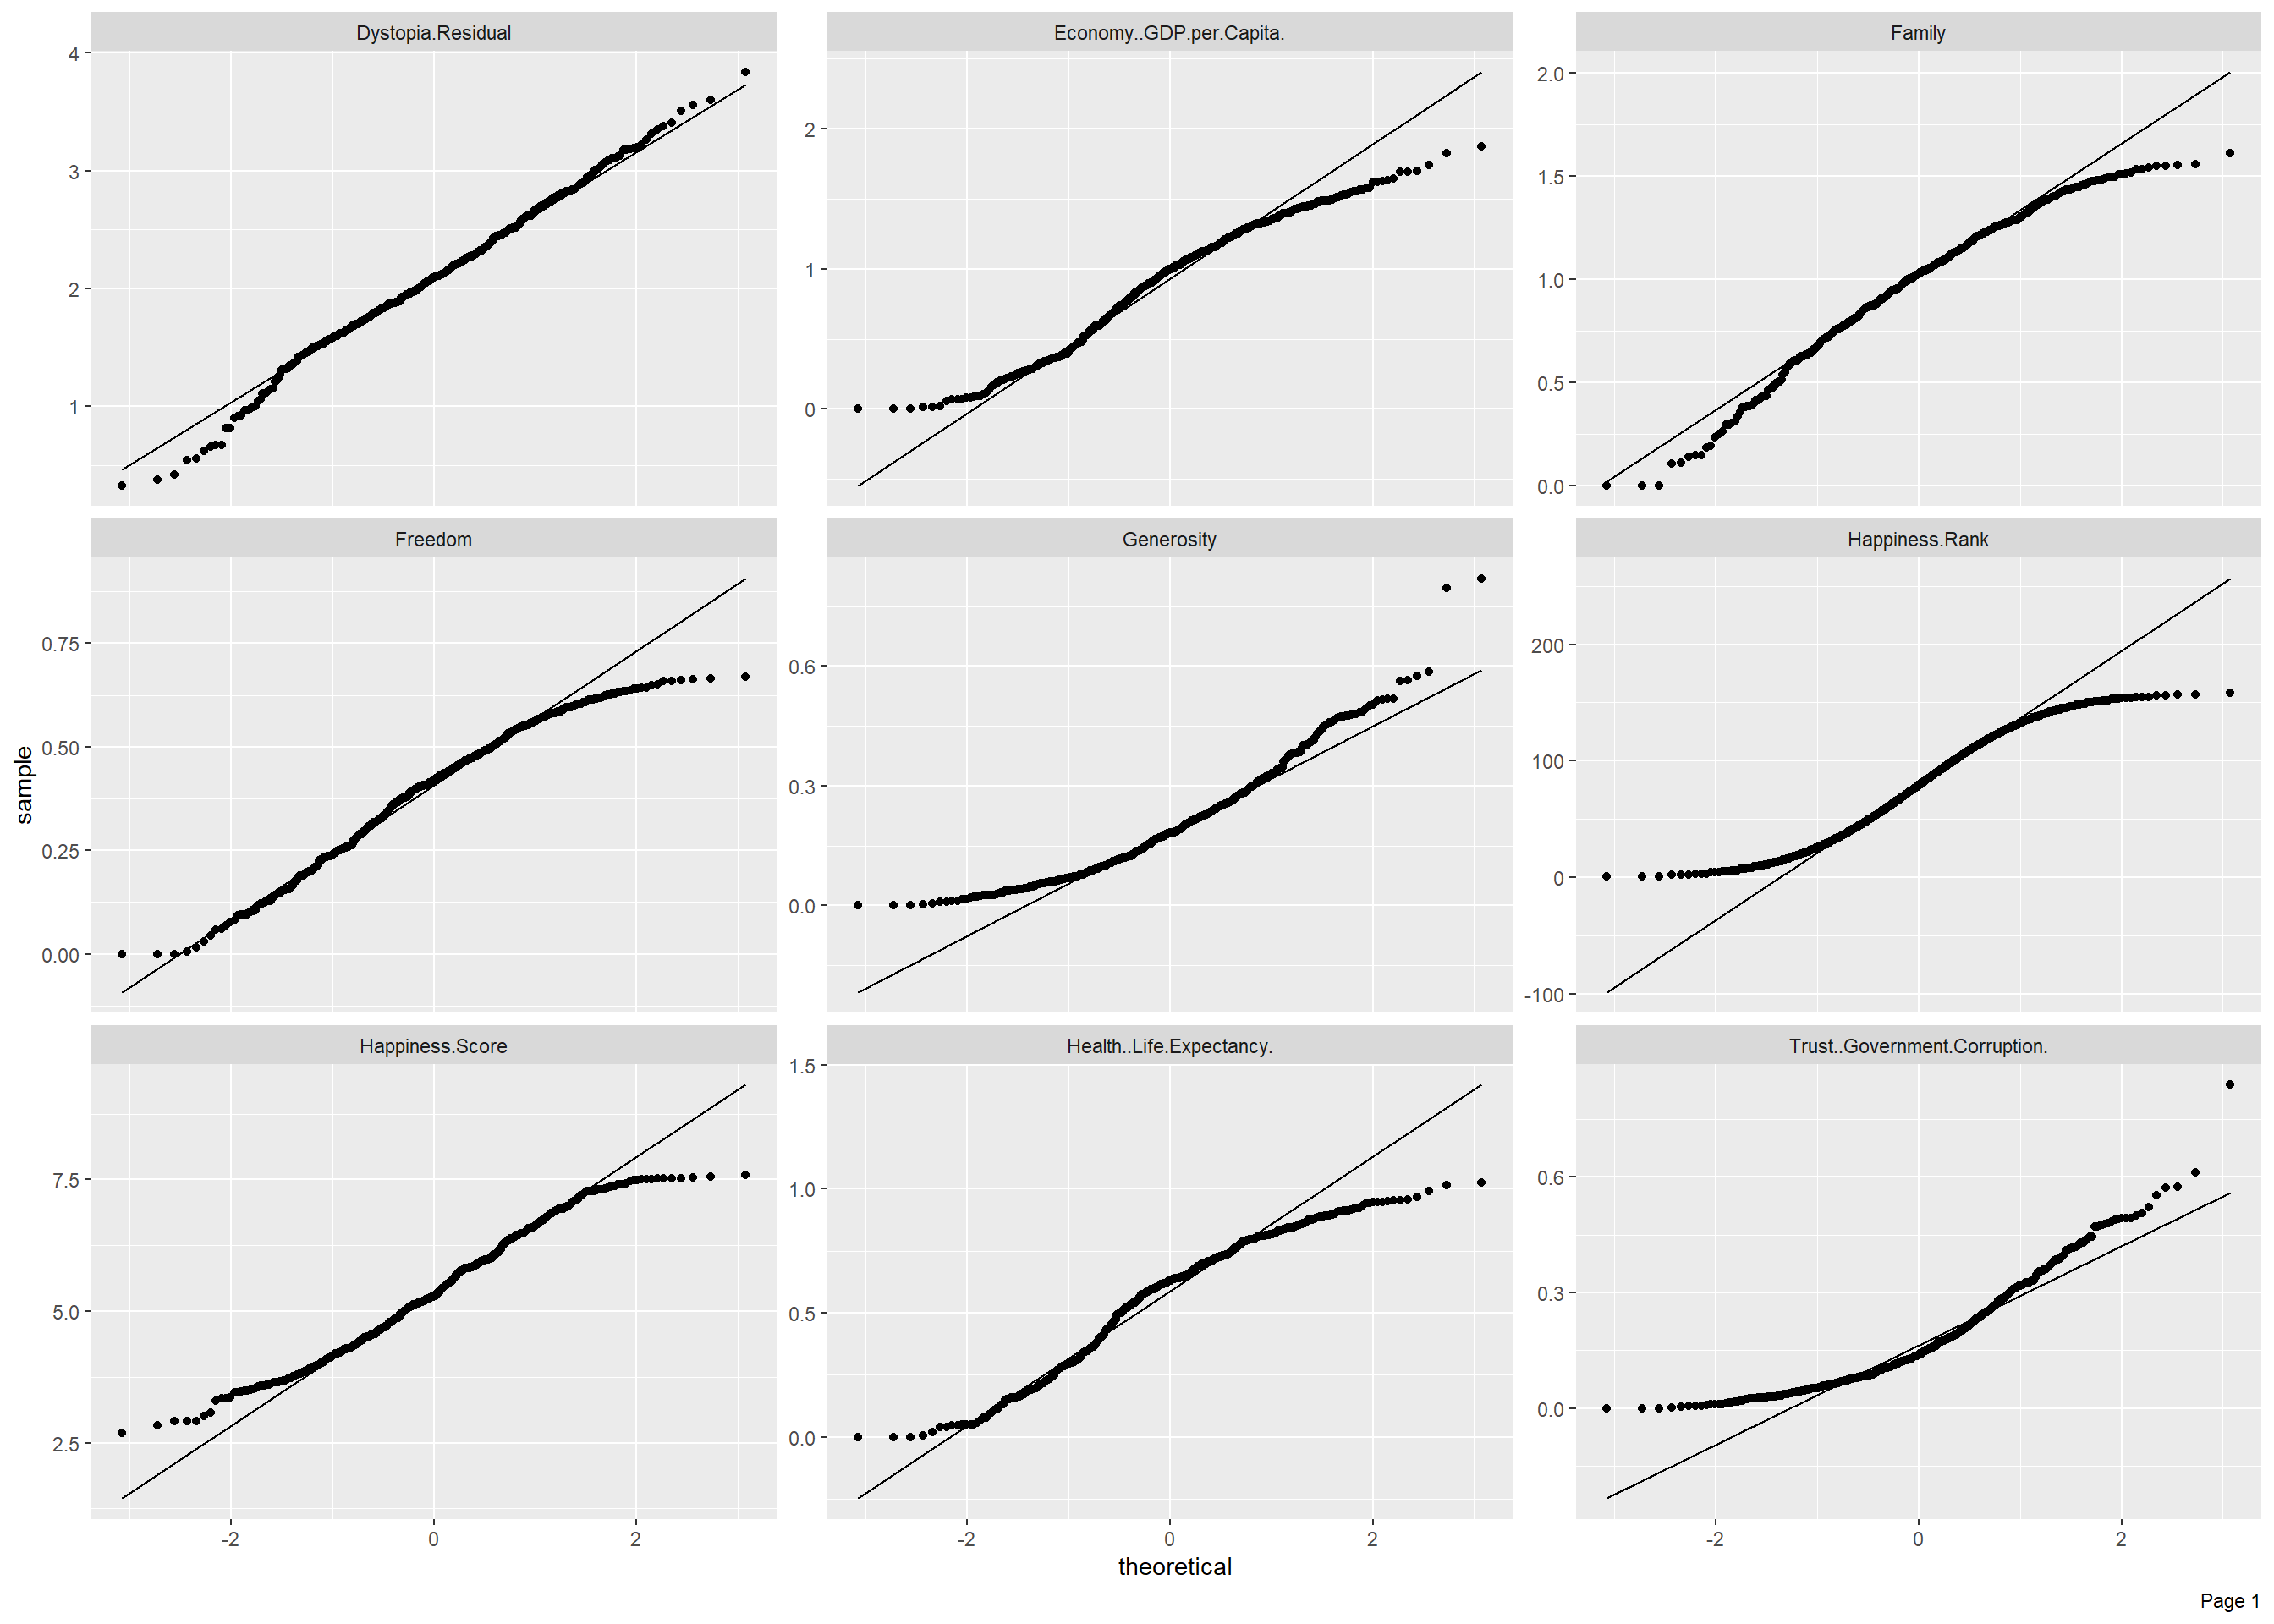 Dystopia.Residual
Economy..GDP.per.Capita.
Family
4
3
2
1
2
1
0
2.0
1.5
1.0
0.5
0.0
Freedom
Generosity
Happiness.Rank
0.75
0.50
0.25
0.00
0.6
0.3
0.0
200
100
0
-100
sample
Happiness.Score
Health..Life.Expectancy.
Trust..Government.Corruption.
7.5
5.0
2.5
1.5
1.0
0.5
0.0
0.6
0.3
0.0
-2 0 2
-2 0 2
-2 0 2
theoretical
Page 1